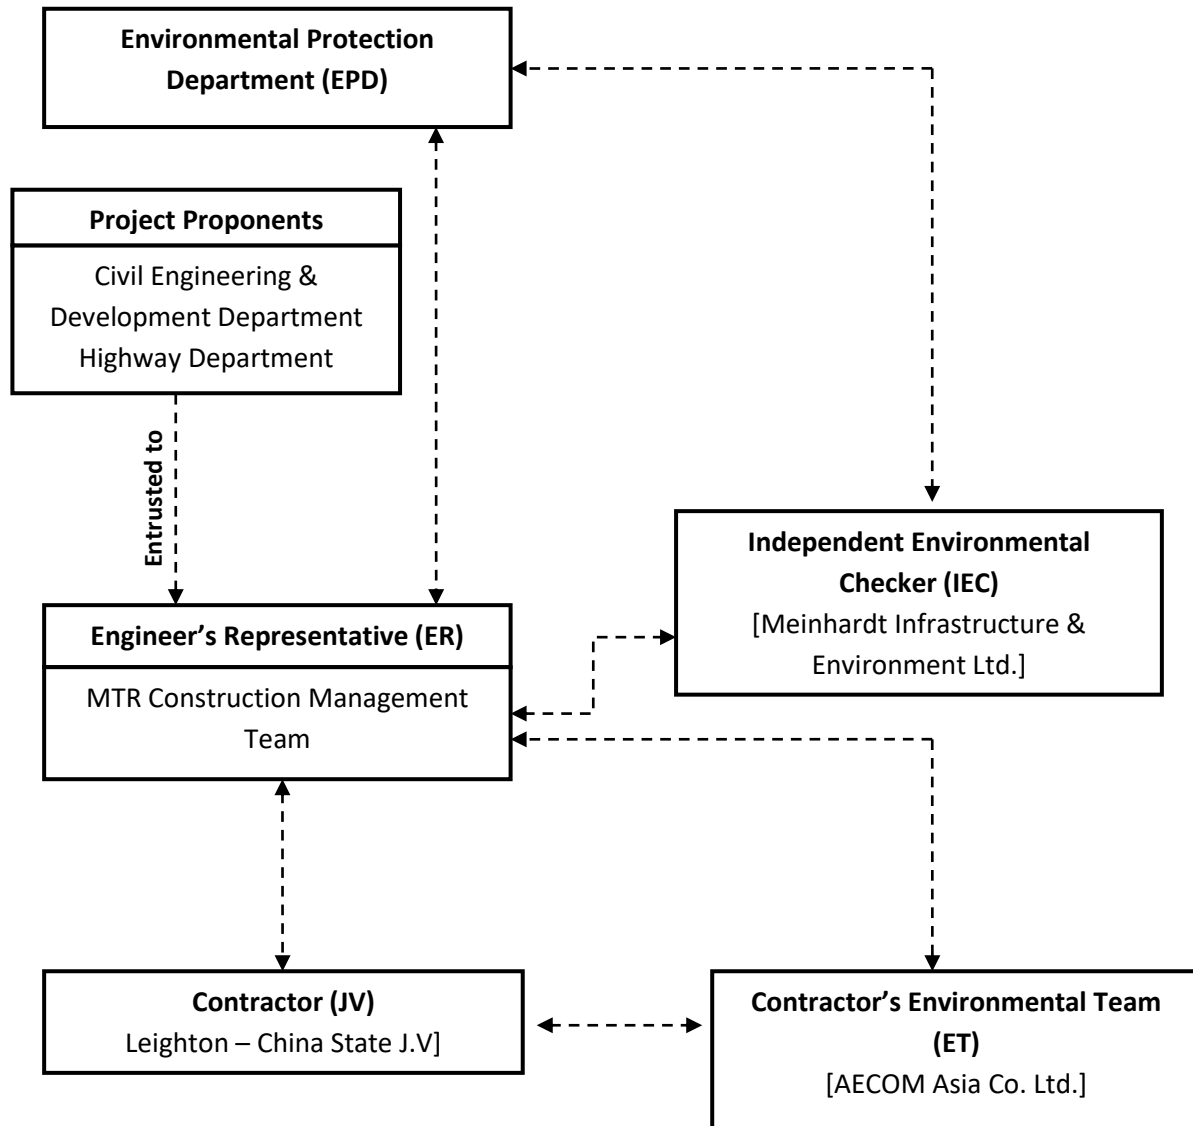 Environmental Protection
Department (EPD)
Project Proponents
Civil Engineering &
Development Department
Highway Department
Entrusted to
Independent Environmental
Checker (IEC)
[Meinhardt Infrastructure &
Environment Ltd.]
Engineer’s Representative (ER)
MTR Construction Management
Team
Contractor (JV)
Leighton – China State J.V]
Contractor’s Environmental Team
(ET)
[AECOM Asia Co. Ltd.]